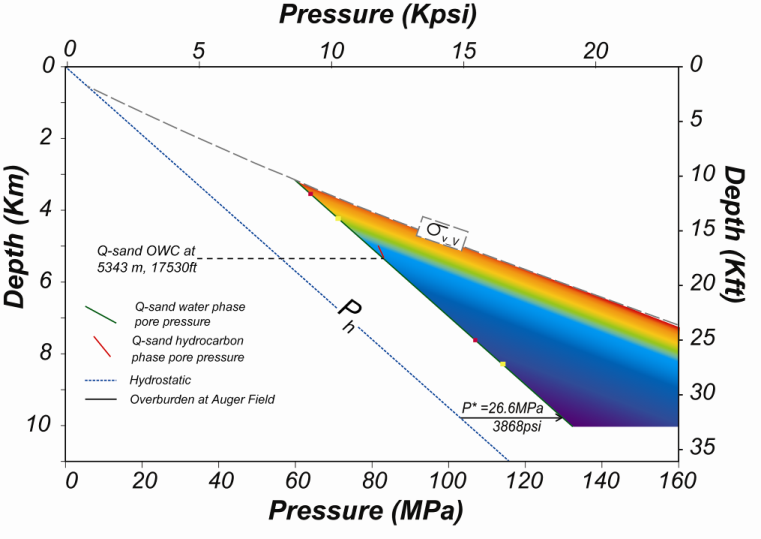 Pressure (Kpsi)
0 5 10 15 20
0 0
5
2
10
4
15
σv_v
Depth (Km)
Depth (Kft)
Q-sand OWC at
5343 m, 17530ft
20
6
Q-sand water phase
pore pressure
Ph
25
Q-sand hydrocarbon
phase pore pressure
8
Hydrostatic
30
Overburden at Auger Field
P* =26.6MPa
3868psi
10
35
0 20 40 60 80 100 120 140 160
Pressure (MPa)